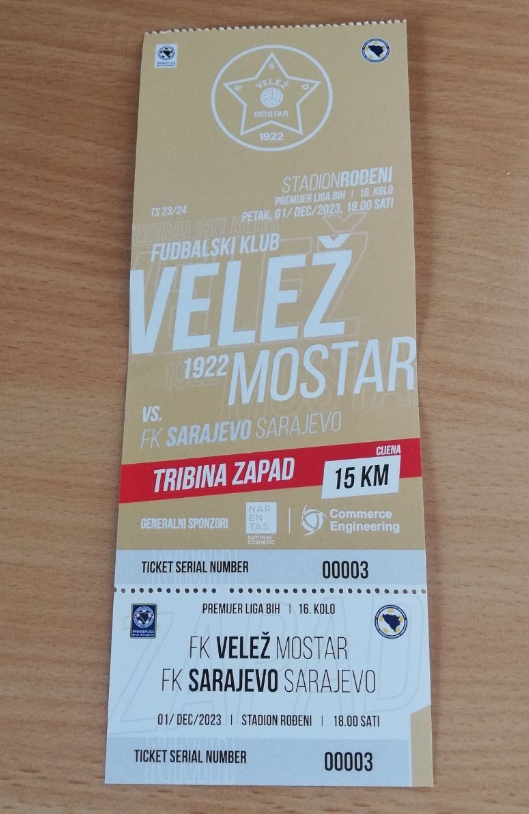 R Š D
VELEŽ
MOSTAR
1922
STADIONROĐENI
PREMIJER LIGA BIH | 16. KOLO
TS 23/24
PETAK, 01/ DEC/2023, 18.00 SATI
FUDBALSKI KLUB
VELEŽ
1922 MOSTAR
VS.
FK SARAJEVO SARAJEVO
CIJENA
TRIBINA ZAPAD
15 KM
GENERALNI SPONZORI
NAR
EN
TAS
NATURAL
COSMETIC
Commerce
Engineering
TICKET SERIAL NUMBER 00003
PREMIJER LIGA BIH | 16. KOLO
FK VELEŽ MOSTAR
FK SARAJEVO SARAJEVO
01/ DEC/2023 | STADION ROĐENI | 18.00 SATI
TICKET SERIAL NUMBER 00003
ZAPAD